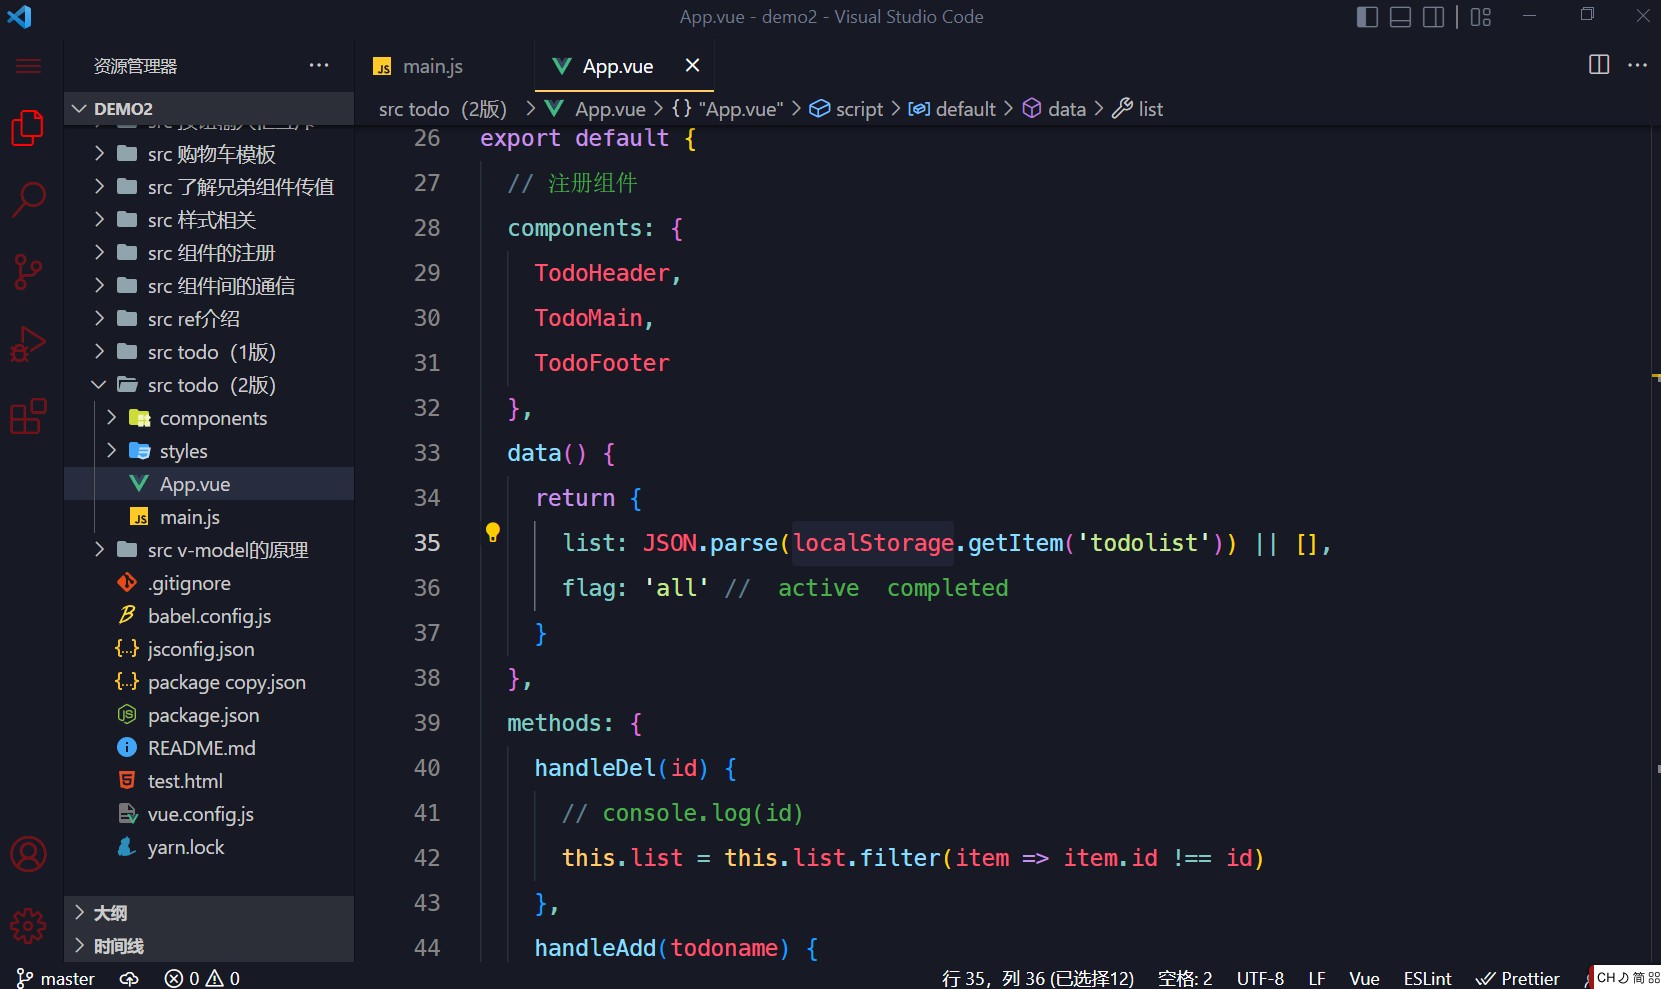 App.vue - demo2 - Visual Studio Code
资源管理器
main.js
App.vue
DEMO2
src 购物车模板
src 了解兄弟组件传值
src 样式相关
src 组件的注册
src 组件间的通信
src ref介绍
src todo（1版）
src todo（2版）
components
styles
App.vue
main.js
src v-model的原理
.gitignore
babel.config.js
jsconfig.json
package copy.json
package.json
README.md
test.html
vue.config.js
yarn.lock
大纲
时间线
src todo（2版） > App.vue > {} "App.vue" > script > default > data > list
26 export default {
27 // 注册组件
28 components: {
29 TodoHeader,
30 TodoMain,
31 TodoFooter
32 },
33 data() {
34 return {
35 list: JSON.parse(localStorage.getItem('todolist')) || [],
36 flag: 'all' //  active  completed
37 }
38 },
39 methods: {
40 handleDel(id) {
41 // console.log(id)
42 this.list = this.list.filter(item => item.id !== id)
43 },
44 handleAdd(todoname) {
master 0 0 行 35，列 36 (已选择12) 空格: 2 UTF-8 LF Vue ESLint Prettier CH 简